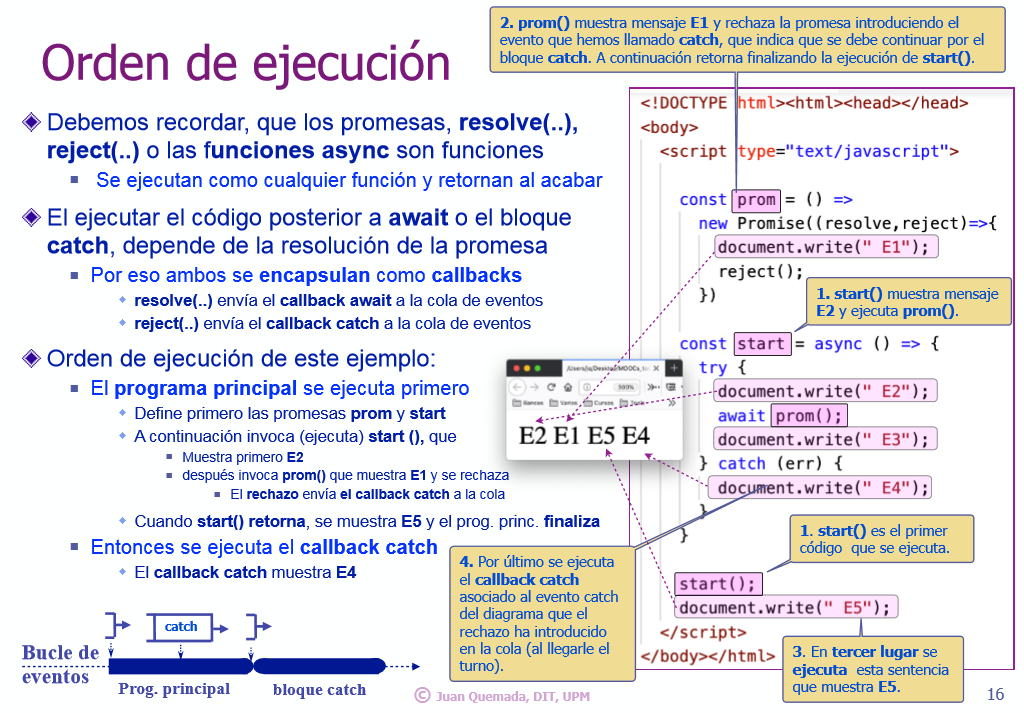 Orden de ejecución
2. prom() muestra mensaje E1 y rechaza la promesa introduciendo el
evento que hemos llamado catch, que indica que se debe continuar por el
bloque catch. A continuación retorna finalizando la ejecución de start().
Debemos recordar, que los promesas, resolve(..),
reject(..) o las funciones async son funciones
Se ejecutan como cualquier función y retornan al acabar
El ejecutar el código posterior a await o el bloque
catch, depende de la resolución de la promesa
Por eso ambos se encapsulan como callbacks
resolve(..) envía el callback await a la cola de eventos
reject(..) envía el callback catch a la cola de eventos
Orden de ejecución de este ejemplo:
El programa principal se ejecuta primero
Define primero las promesas prom y start
A continuación invoca (ejecuta) start (), que
Muestra primero E2
después invoca prom() que muestra E1 y se rechaza
El rechazo envía el callback catch a la cola
Cuando start() retorna, se muestra E5 y el prog. princ. finaliza
Entonces se ejecuta el callback catch
El callback catch muestra E4
catch
Bucle de
eventos
Prog. principal
bloque catch
<!DOCTYPE html><html><head></head>
<body>
<script type="text/javascript">
const prom = () =>
new Promise((resolve,reject)=>{
document.write(" E1");
reject();
})
1. start() muestra mensaje
E2 y ejecuta prom().
const start = async () => {
try {
document.write(" E2");
await prom();
document.write(" E3");
} catch (err) {
document.write(" E4");
}
}
start();
document.write(" E5");
</script>
</body></html>
300%
E2 E1 E5 E4
1. start() es el primer
código que se ejecuta.
4. Por último se ejecuta
el callback catch
asociado al evento catch
del diagrama que el
rechazo ha introducido
en la cola (al llegarle el
turno).
3. En tercer lugar se
ejecuta esta sentencia
que muestra E5.
© Juan Quemada, DIT, UPM
16